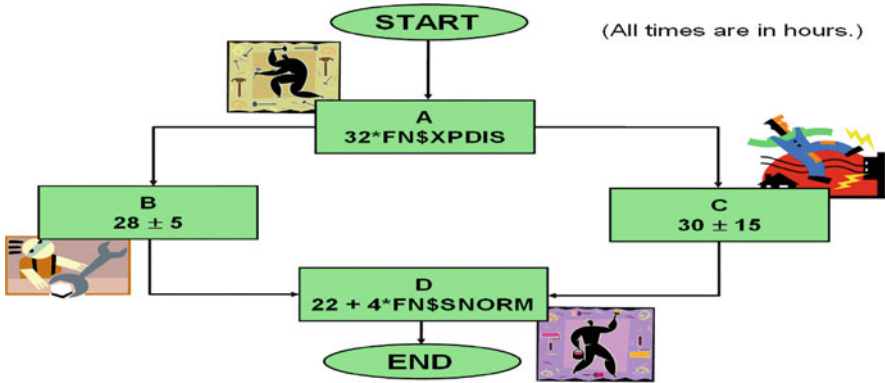 START
(All times are in hours.)
A
32*FN$XPDIS
B
28 ± 5
C
30 ± 15
D
22 + 4*FN$SNORM
END